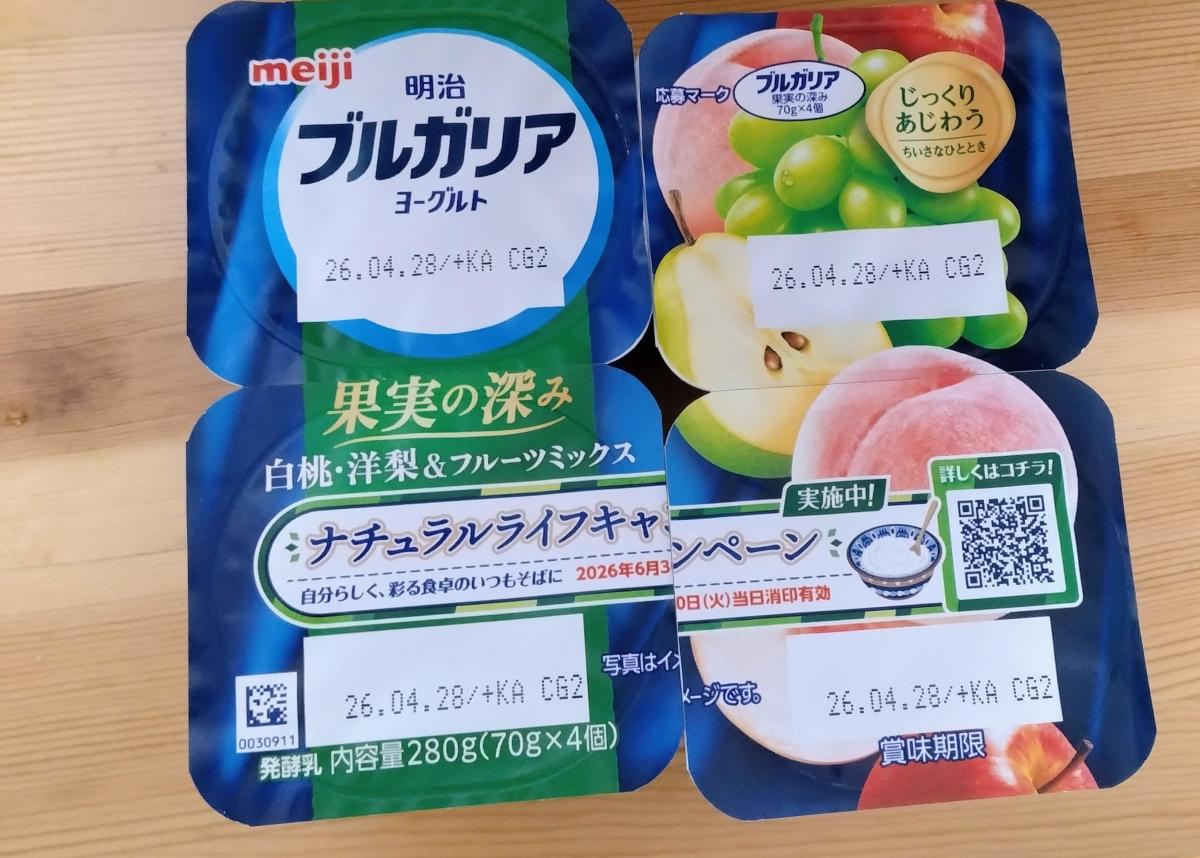 meiji
明治
ブルガリア
ヨーグルト
26.04.28/+KA CG2
応募マーク
ブルガリア
果実の深み
70g×4個
じっくり
あじわう
ちいさなひととき
26.04.28/+KA CG2
果実の深み
白桃・洋梨&フルーツミックス
実施中!
詳しくはコチラ!
ナチュラルライフキャンペーン
自分らしく、彩る食卓のいつもそばに 2026年6月30日(火)当日消印有効
写真はイメージです。
26.04.28/+KA CG2
26.04.28/+KA CG2
0030911
発酵乳 内容量280g(70g×4個)
賞味期限